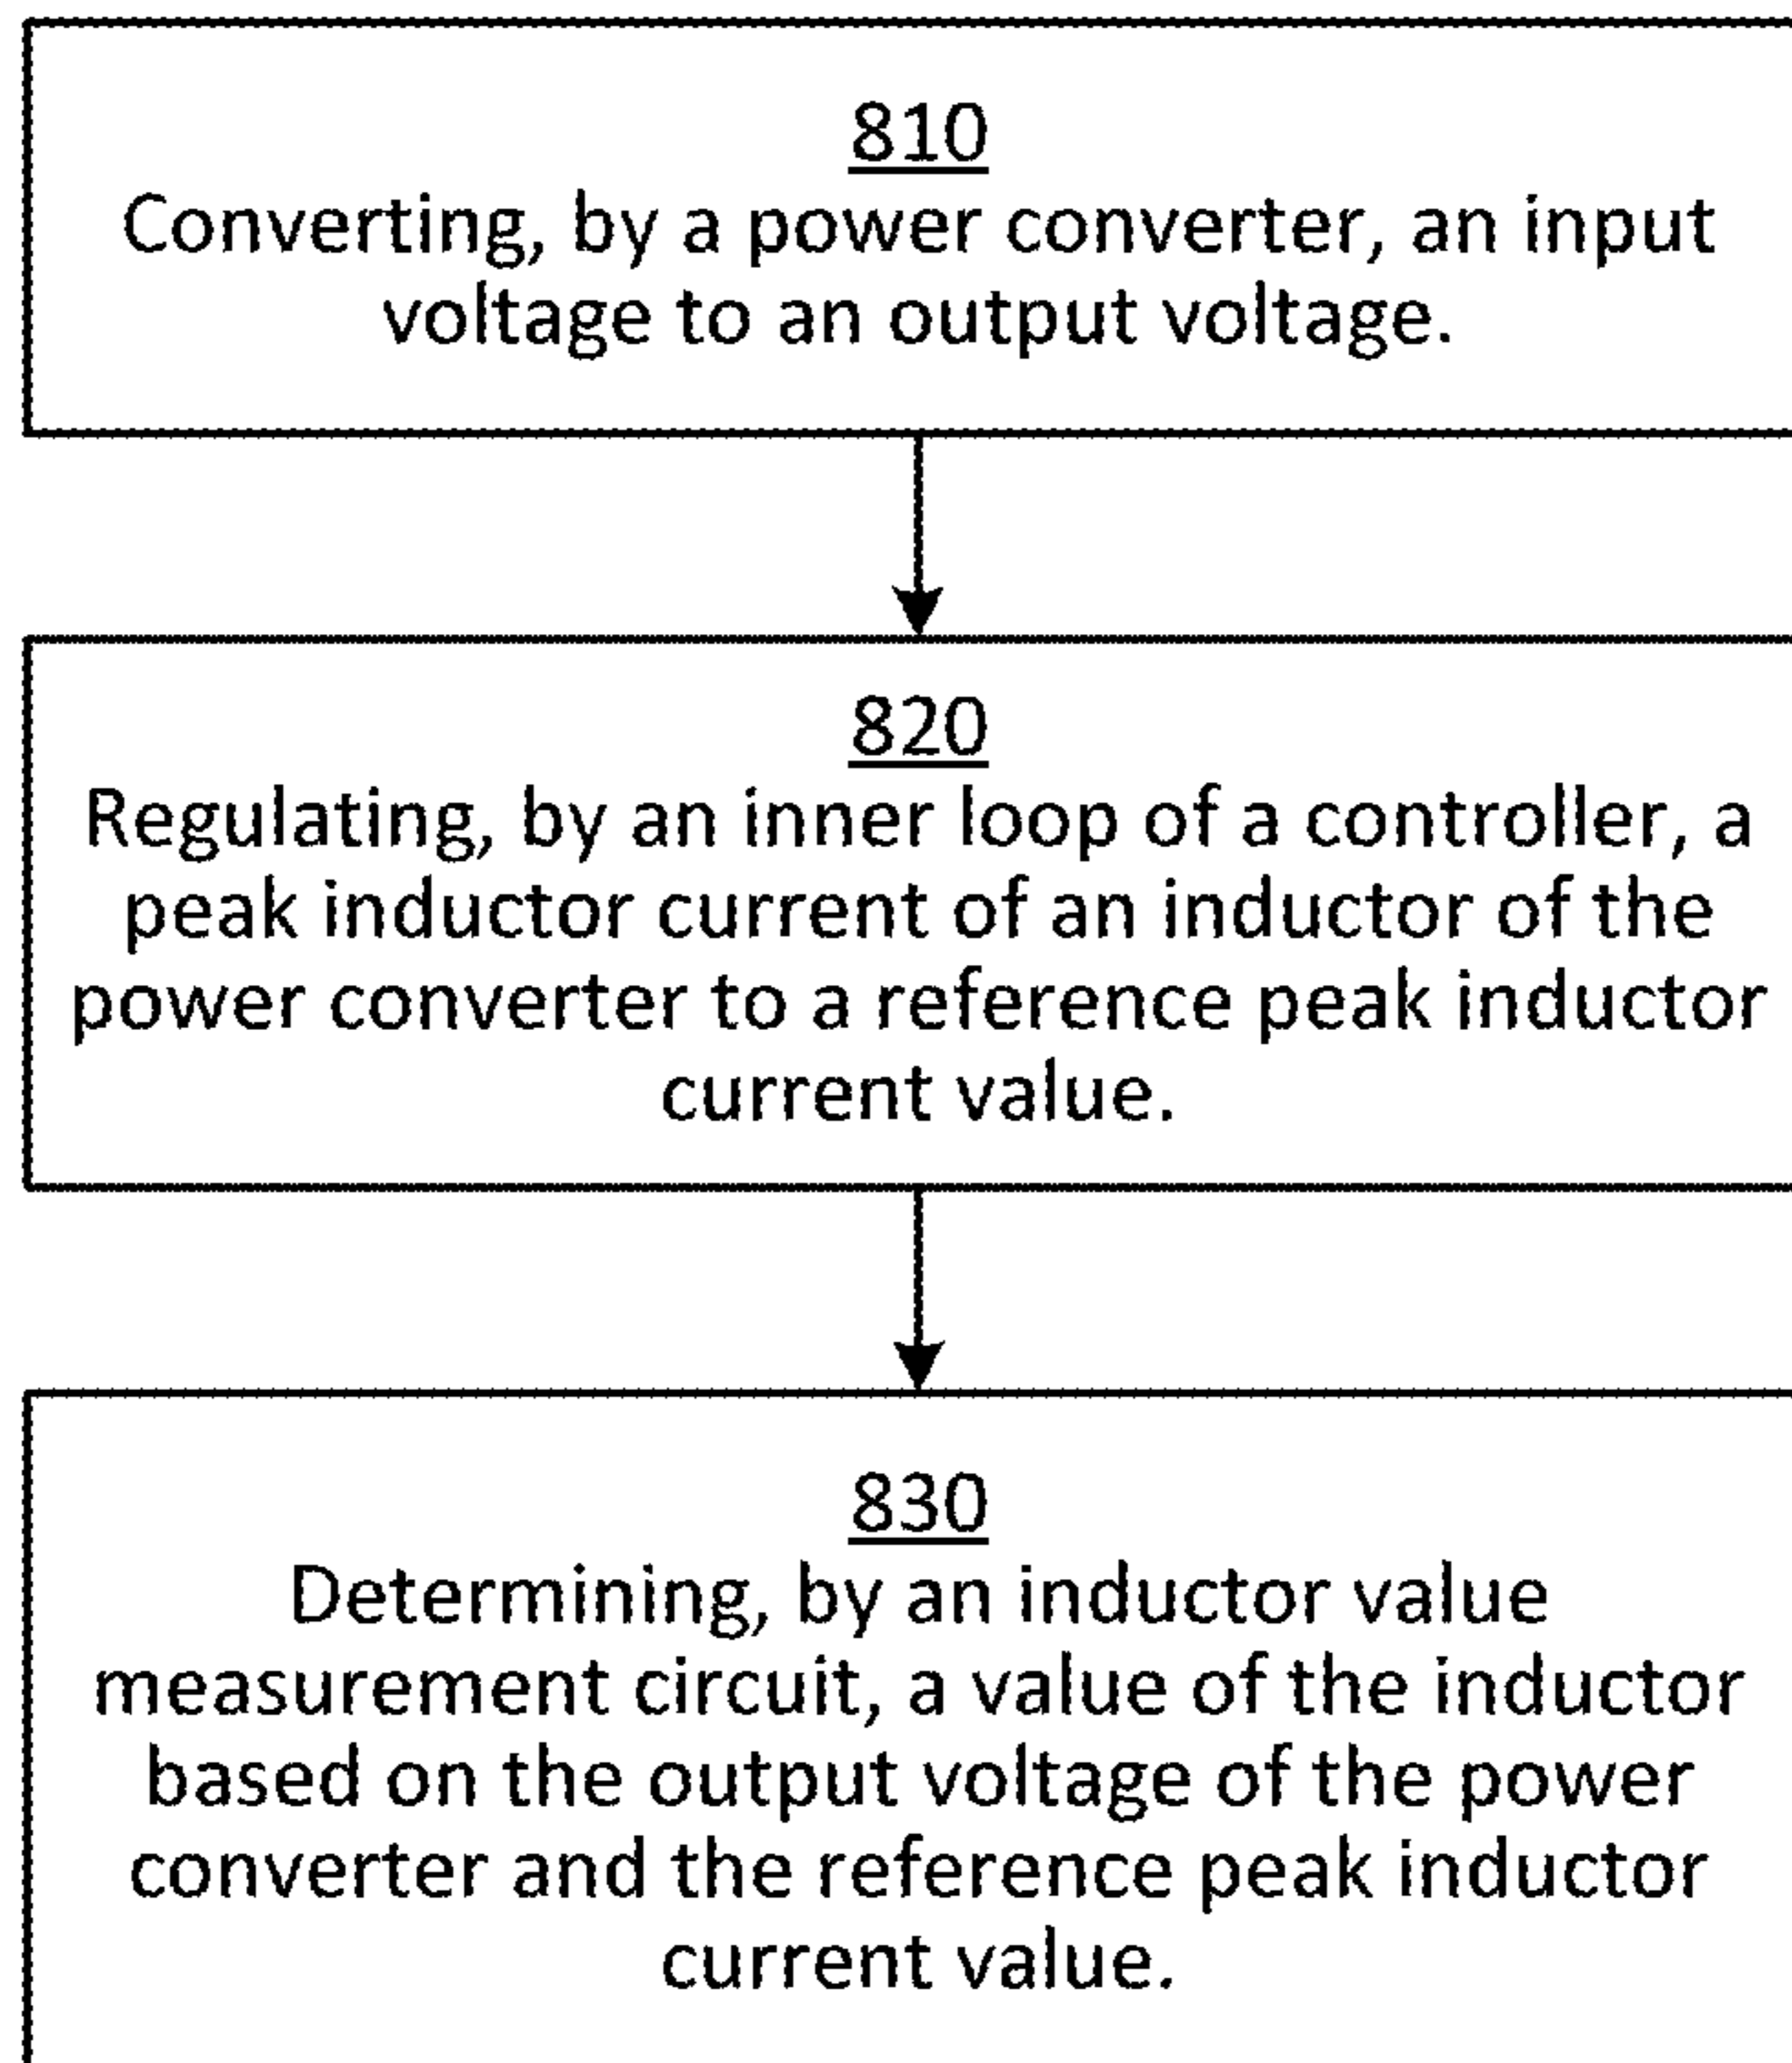 810
Converting, by a power converter, an input
voltage to an output voltage.
820
Regulating, by an inner loop of a controller, a
peak inductor current of an inductor of the
power converter to a reference peak inductor
current value.
830
Determining, by an inductor value
measurement circuit, a value of the inductor
based on the output voltage of the power
converter and the reference peak inductor
current value.